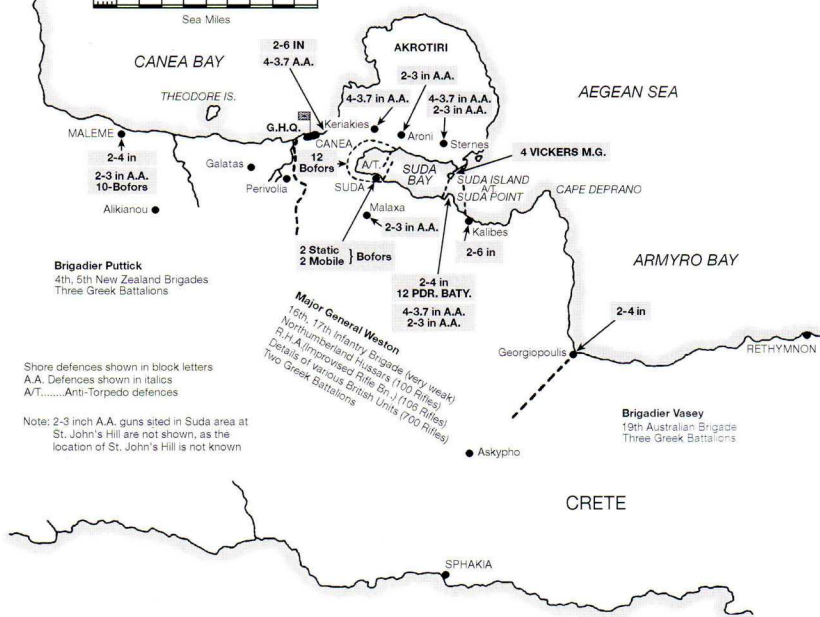 Sea Miles
CANEA BAY
THEODORE IS.
2-6 IN
4-3.7 A.A.
AKROTIRI
2-3 in A.A.
4-3.7 in A.A.
4-3.7 in A.A.
2-3 in A.A.
AEGEAN SEA
MALEME
G.H.Q.
Keriakies
CANEA
Aroni
Sternes
4 VICKERS M.G.
2-4 in
2-3 in A.A.
10-Bofors
Galatas
12
Bofors
A/T.
SUDA
BAY
SUDA ISLAND
A/T
SUDA POINT
CAPE DEPRANO
Perivolia
SUDA
Alikianou
Malaxa
2-3 in A.A.
Kalibes
2-6 in
2 Static
2 Mobile } Bofors
ARMYRO BAY
Brigadier Puttick
4th, 5th New Zealand Brigades
Three Greek Battalions
2-4 in
12 PDR. BATY.
4-3.7 in A.A.
2-3 in A.A.
Major General Weston
16th, 17th Infantry Brigade (very weak)
Northumberland Hussars (100 Rifles)
R.H.A (Improvised Rifle Bn.) (106 Rifles)
Details of various British Units (700 Rifles)
Two Greek Battalions
2-4 in
Georgiopoulis
RETHYMNON
Shore defences shown in block letters
A.A. Defences shown in italics
A/T.......Anti-Torpedo defences
Note: 2-3 inch A.A. guns sited in Suda area at
St. John's Hill are not shown, as the
location of St. John's Hill is not known
Brigadier Vasey
19th Australian Brigade
Three Greek Battalions
Askypho
CRETE
SPHAKIA